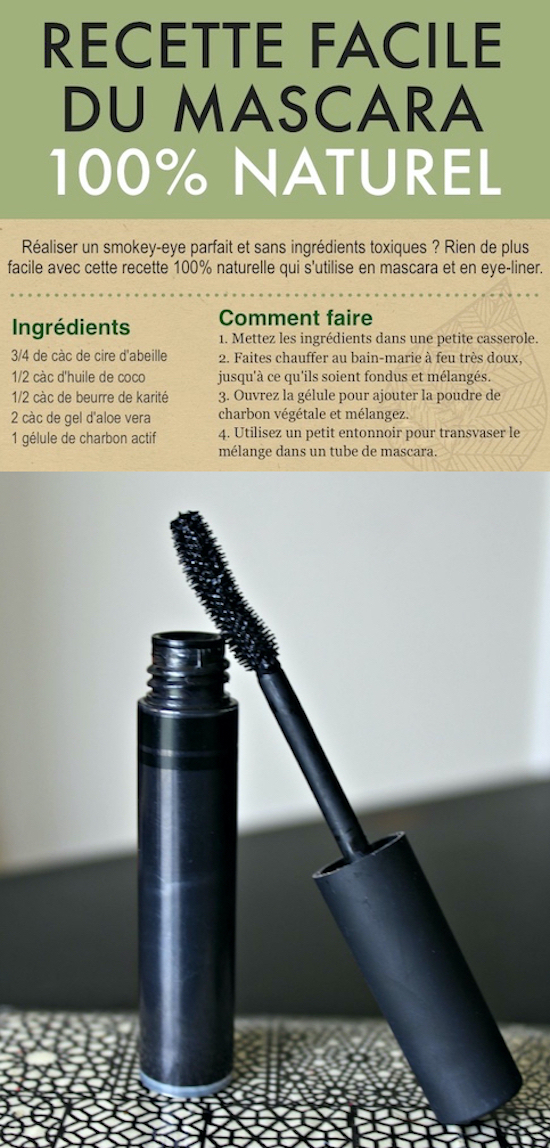 RECETTE FACILE
DU MASCARA
100% NATUREL
Réaliser un smokey-eye parfait et sans ingrédients toxiques ? Rien de plus
facile avec cette recette 100% naturelle qui s'utilise en mascara et en eye-liner.
Ingrédients
3/4 de càc de cire d'abeille
1/2 càc d'huile de coco
1/2 càc de beurre de karité
2 càc de gel d'aloe vera
1 gélule de charbon actif
Comment faire
1. Mettez les ingrédients dans une petite casserole.
2. Faites chauffer au bain-marie à feu très doux,
jusqu'à ce qu'ils soient fondus et mélangés.
3. Ouvrez la gélule pour ajouter la poudre de
charbon végétale et mélangez.
4. Utilisez un petit entonnoir pour transvaser le
mélange dans un tube de mascara.